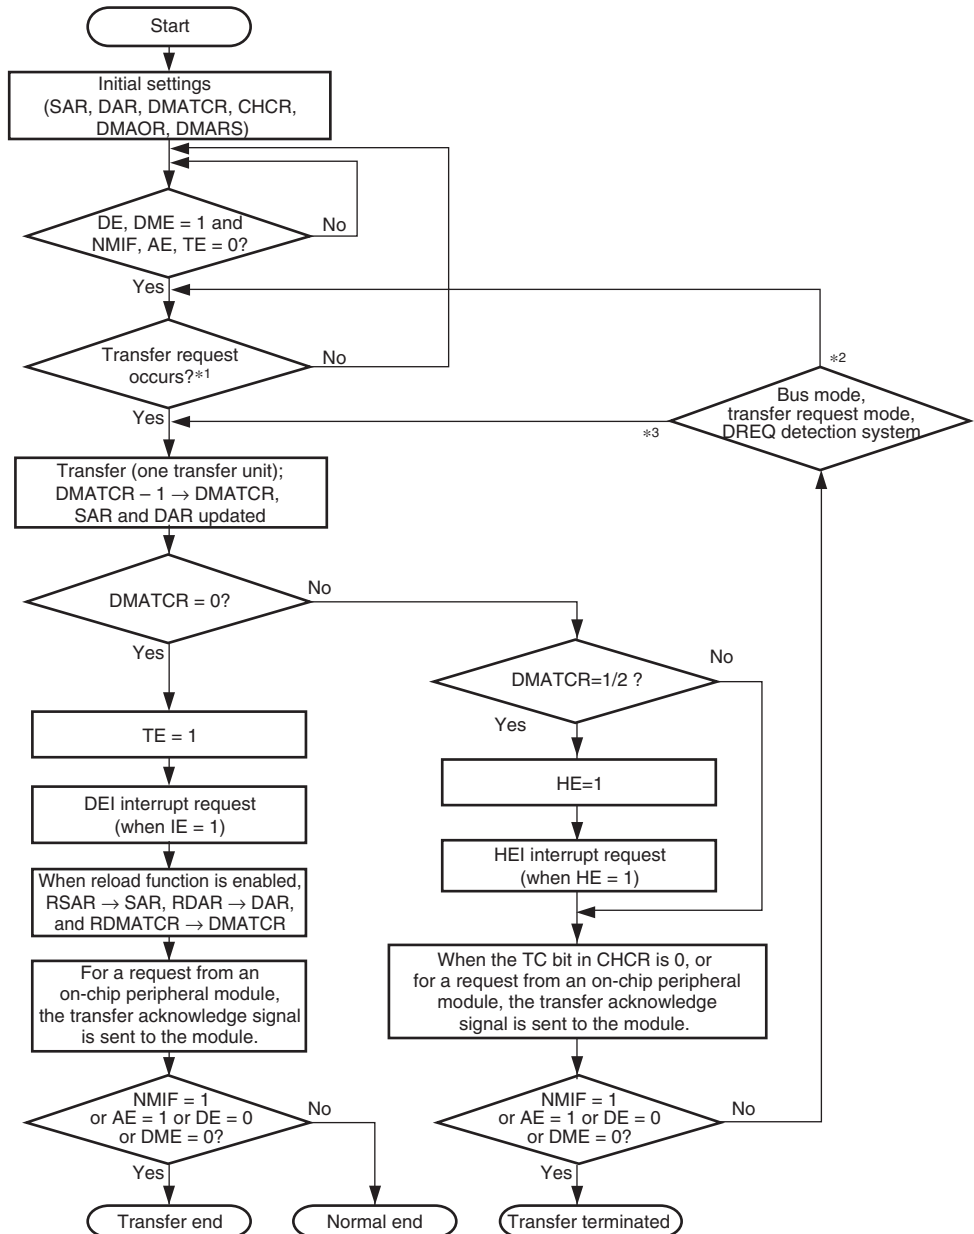 Start
Initial settings
(SAR, DAR, DMATCR, CHCR,
DMAOR, DMARS)
DE, DME = 1 and
NMIF, AE, TE = 0?
No
Yes
Transfer request
occurs?*1
No
*2
Bus mode,
transfer request mode,
DREQ detection system
Yes
*3
Transfer (one transfer unit);
DMATCR – 1 → DMATCR,
SAR and DAR updated
DMATCR = 0?
No
Yes
DMATCR=1/2 ?
No
Yes
TE = 1
HE=1
DEI interrupt request
(when IE = 1)
HEI interrupt request
(when HE = 1)
When reload function is enabled,
RSAR → SAR, RDAR → DAR,
and RDMATCR → DMATCR
When the TC bit in CHCR is 0, or
for a request from an on-chip peripheral
module, the transfer acknowledge
signal is sent to the module.
For a request from an
on-chip peripheral module,
the transfer acknowledge signal
is sent to the module.
NMIF = 1
or AE = 1 or DE = 0
or DME = 0?
No
Yes
NMIF = 1
or AE = 1 or DE = 0
or DME = 0?
No
Yes
Transfer end
Normal end
Transfer terminated